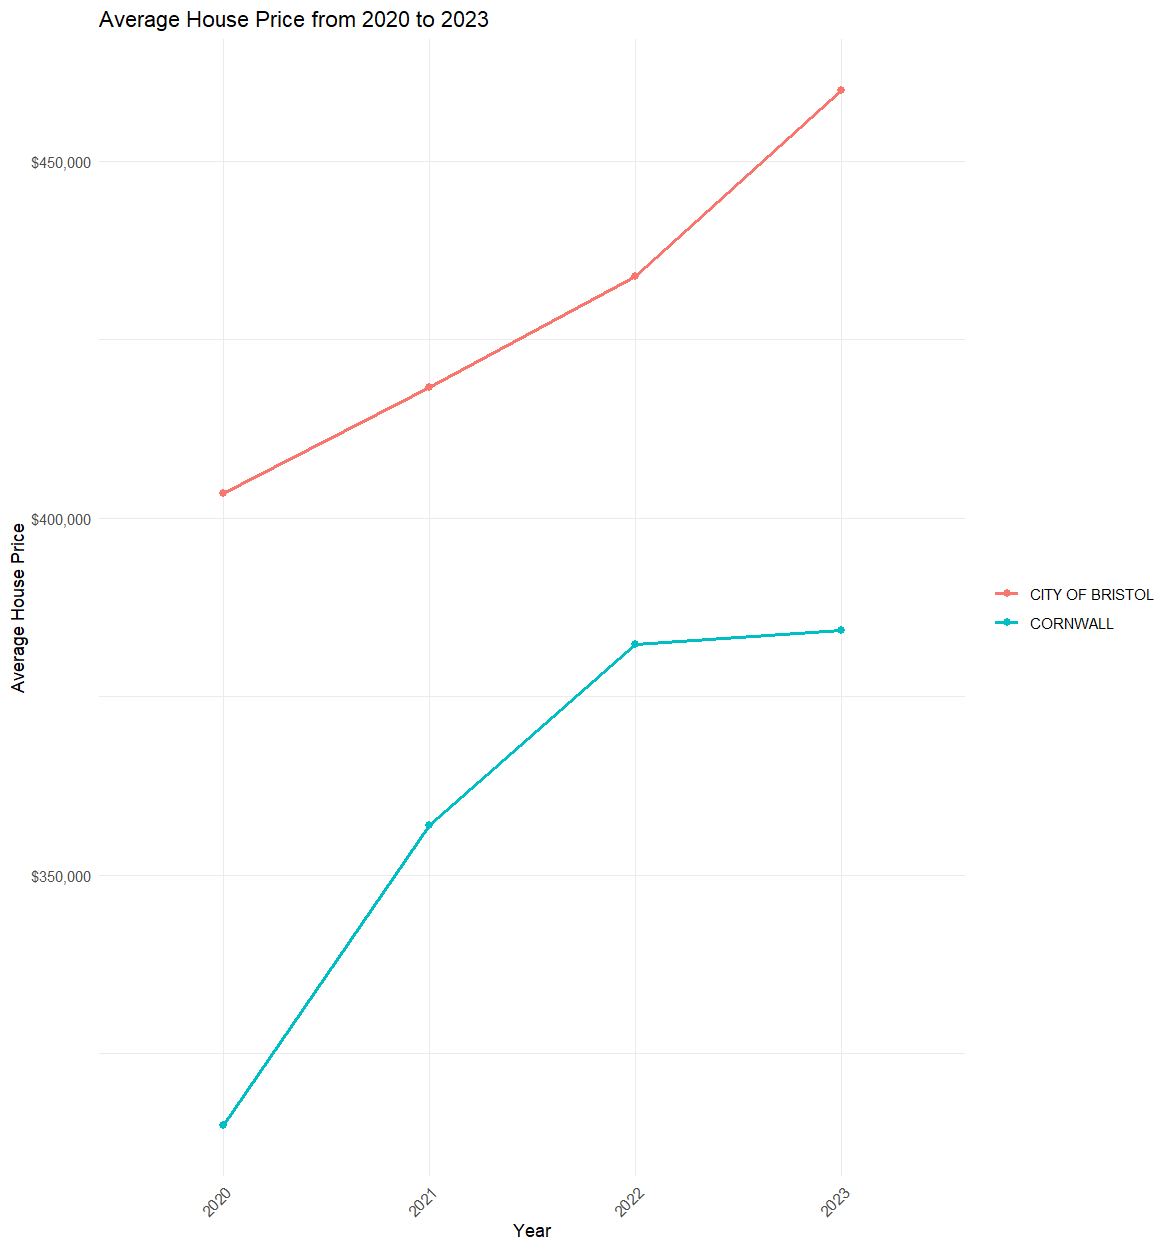 Average House Price from 2020 to 2023
Average House Price
$450,000
$400,000
$350,000
2020
2021
2022
2023
Year
CITY OF BRISTOL
CORNWALL